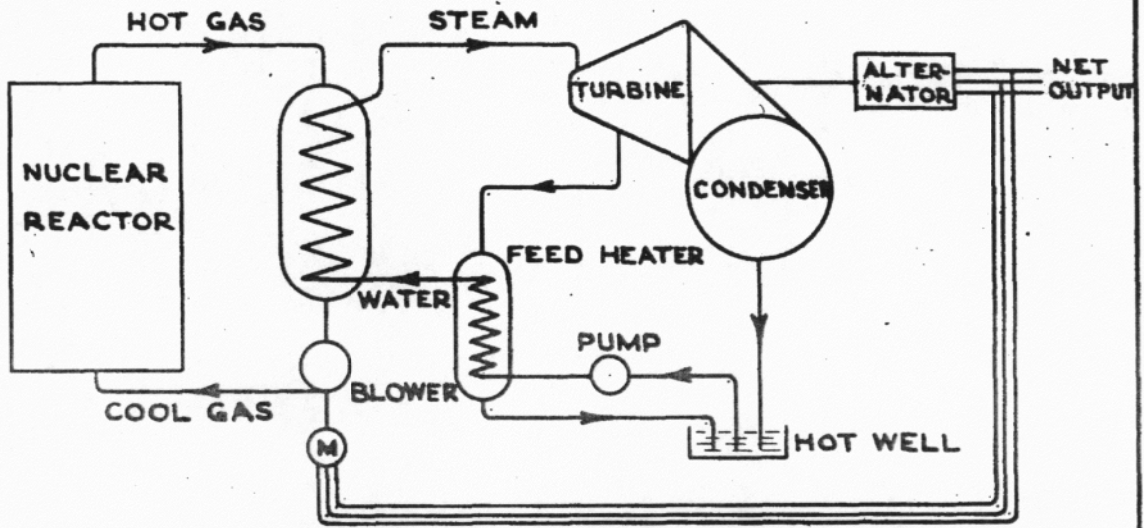 HOT GAS
STEAM
NUCLEAR
REACTOR
TURBINE
ALTER-
NATOR
NET
OUTPUT
CONDENSER
FEED HEATER
WATER
PUMP
BLOWER
COOL GAS
M
HOT WELL